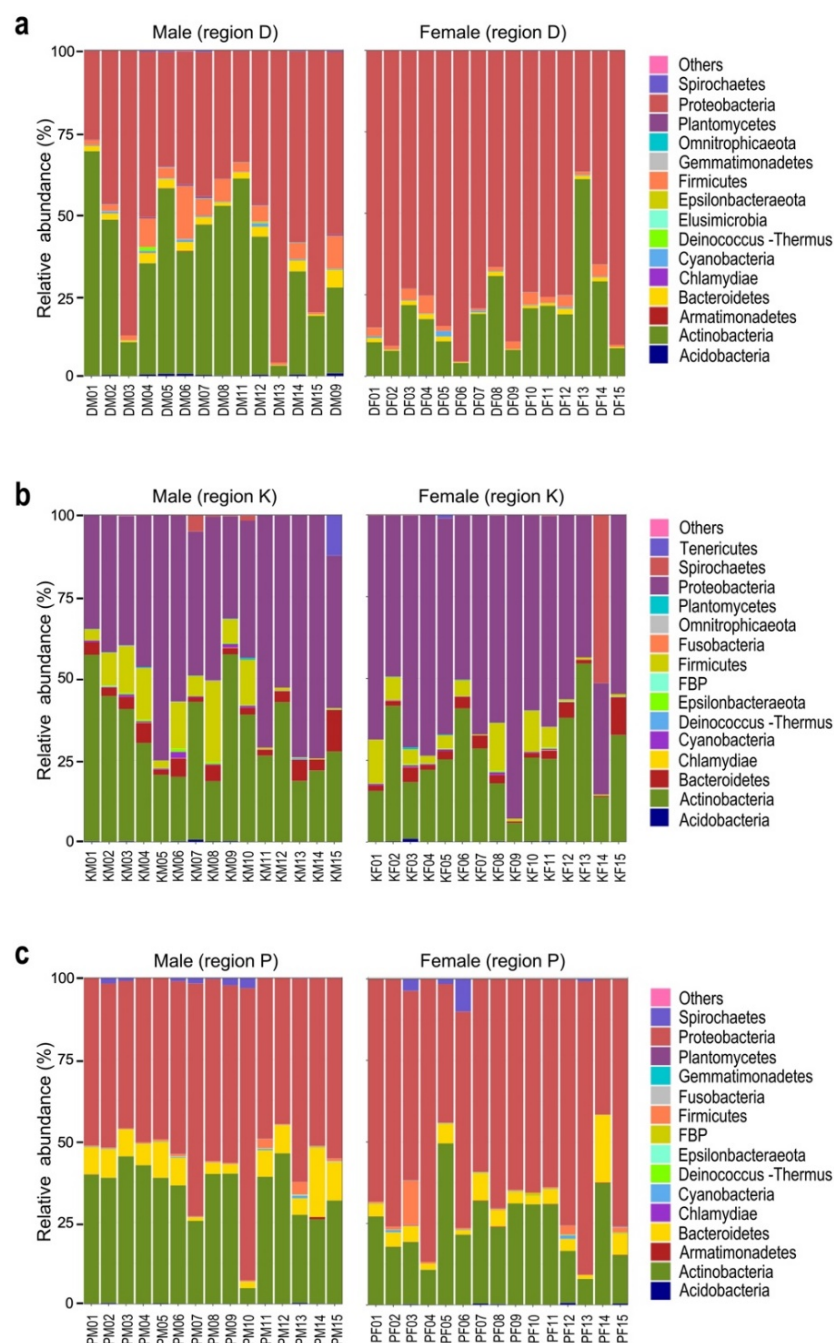 a
Male (region D)
Female (region D)
Relative abundance (%)
100
75
50
25
0
DM01
DM02
DM03
DM04
DM05
DM06
DM07
DM08
DM11
DM12
DM13
DM14
DM15
DM09
DF01
DF02
DF03
DF04
DF05
DF06
DF07
DF08
DF09
DF10
DF11
DF12
DF13
DF14
DF15
Others
Spirochaetes
Proteobacteria
Plantomycetes
Omnitrophicaeota
Gemmatimonadetes
Firmicutes
Epsilonbacteraeota
Elusimicrobia
Deinococcus -Thermus
Cyanobacteria
Chlamydiae
Bacteroidetes
Armatimonadetes
Actinobacteria
Acidobacteria
b
Male (region K)
Female (region K)
Relative abundance (%)
100
75
50
25
0
KM01
KM02
KM03
KM04
KM05
KM06
KM07
KM08
KM09
KM10
KM11
KM12
KM13
KM14
KM15
KF01
KF02
KF03
KF04
KF05
KF06
KF07
KF08
KF09
KF10
KF11
KF12
KF13
KF14
KF15
Others
Tenericutes
Spirochaetes
Proteobacteria
Plantomycetes
Omnitrophicaeota
Fusobacteria
Firmicutes
FBP
Epsilonbacteraeota
Deinococcus -Thermus
Cyanobacteria
Chlamydiae
Bacteroidetes
Actinobacteria
Acidobacteria
c
Male (region P)
Female (region P)
Relative abundance (%)
100
75
50
25
0
PM01
PM02
PM03
PM04
PM05
PM06
PM07
PM08
PM09
PM10
PM11
PM12
PM13
PM14
PM15
PF01
PF02
PF03
PF04
PF05
PF06
PF07
PF08
PF09
PF10
PF11
PF12
PF13
PF14
PF15
Others
Spirochaetes
Proteobacteria
Plantomycetes
Gemmatimonadetes
Fusobacteria
Firmicutes
FBP
Epsilonbacteraeota
Deinococcus -Thermus
Cyanobacteria
Chlamydiae
Bacteroidetes
Armatimonadetes
Actinobacteria
Acidobacteria